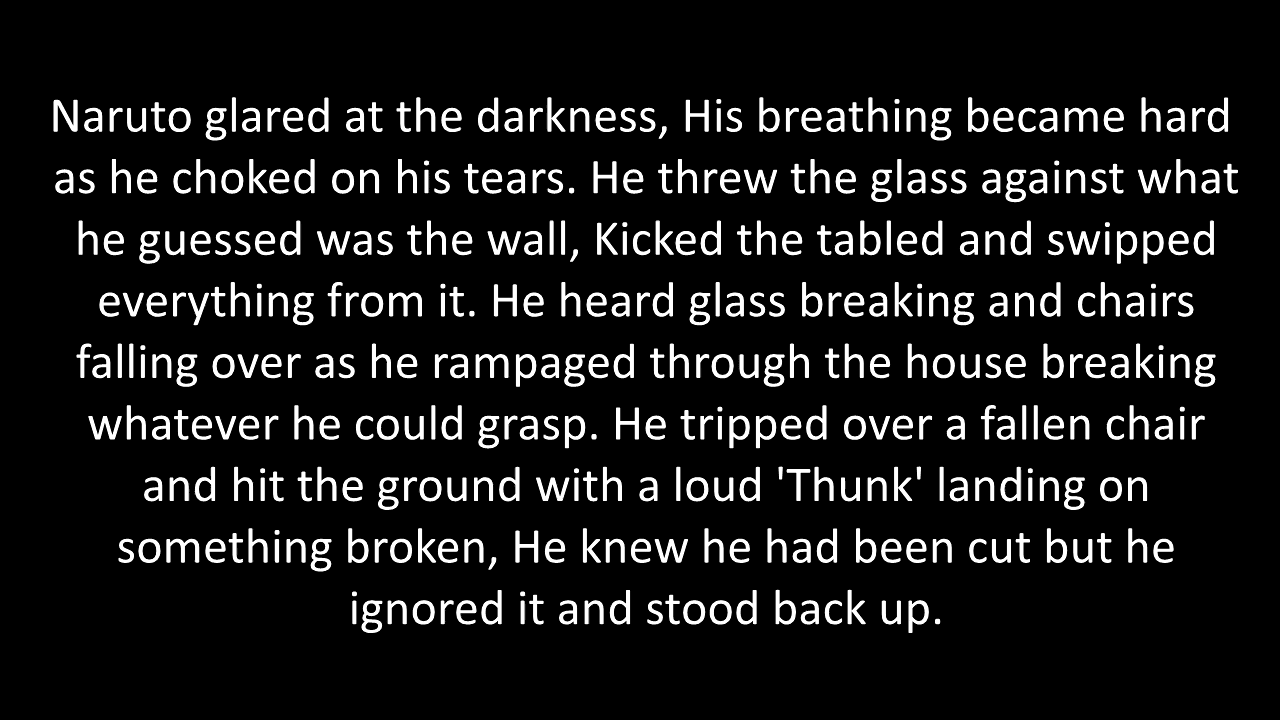 Naruto glared at the darkness, His breathing became hard
as he choked on his tears. He threw the glass against what
he guessed was the wall, Kicked the tabled and swipped
everything from it. He heard glass breaking and chairs
falling over as he rampaged through the house breaking
whatever he could grasp. He tripped over a fallen chair
and hit the ground with a loud 'Thunk' landing on
something broken, He knew he had been cut but he
ignored it and stood back up.